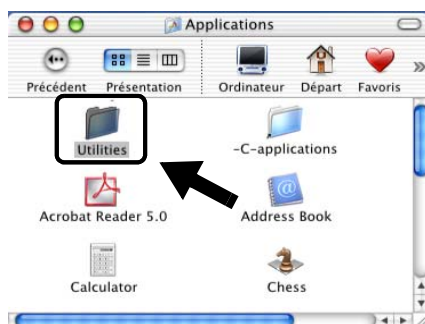 Applications
Précédent Présentation Ordinateur Départ Favoris
Utilities -C-applications
Acrobat Reader 5.0 Address Book
Calculator Chess